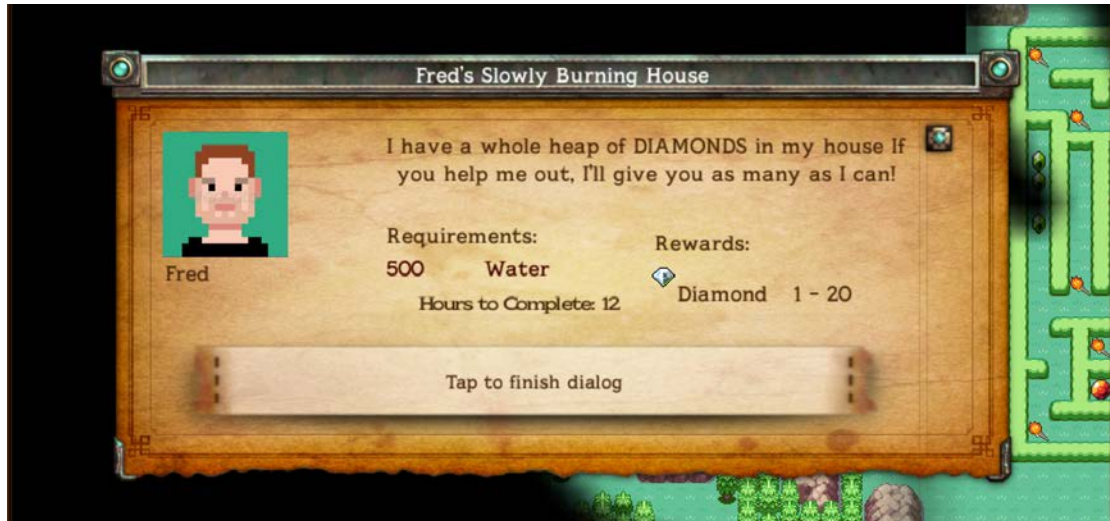 Fred's Slowly Burning House
I have a whole heap of DIAMONDS in my house If
you help me out, I'll give you as many as I can!
Fred
Requirements:
500 Water
Hours to Complete: 12
Rewards:
Diamond 1 - 20
Tap to finish dialog